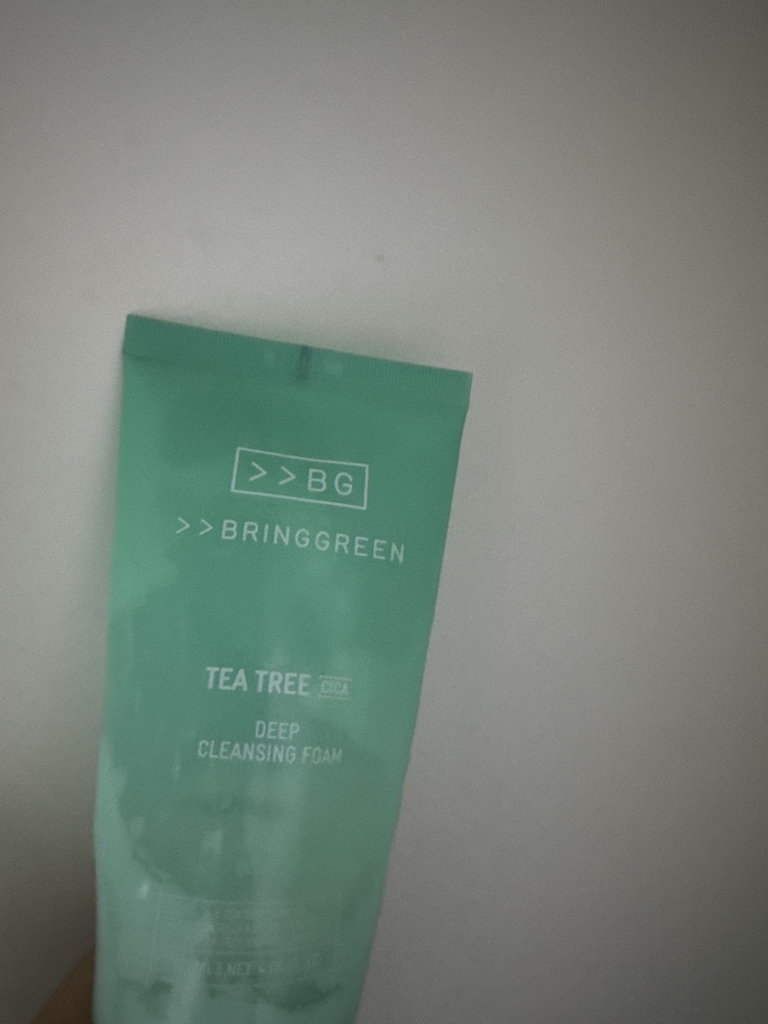 >>BG
>>BRINGGREEN
TEA TREE CICA
DEEP
CLEANSING FOAM